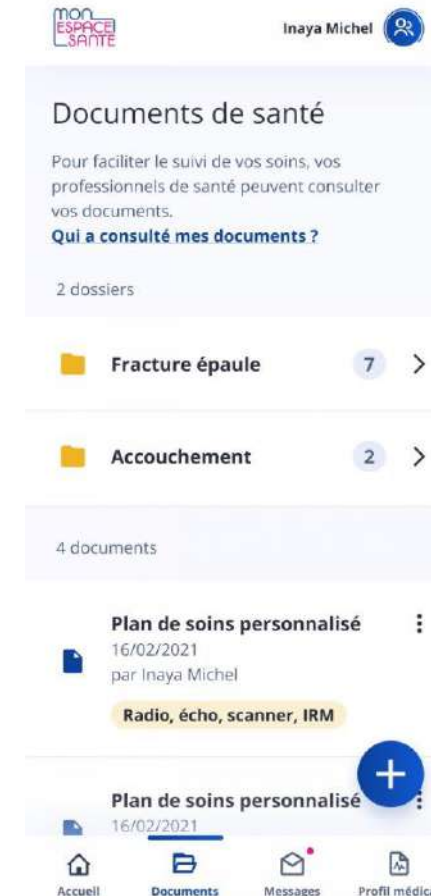 MON
ESPACE
SANTÉ
Inaya Michel
Documents de santé
Pour faciliter le suivi de vos soins, vos
professionnels de santé peuvent consulter
vos documents.
Qui a consulté mes documents ?
2 dossiers
Fracture épaule 7
Accouchement 2
4 documents
Plan de soins personnalisé
16/02/2021
par Inaya Michel
Radio, écho, scanner, IRM
Plan de soins personnalisé
16/02/2021
Accueil Documents Messages Profil médica